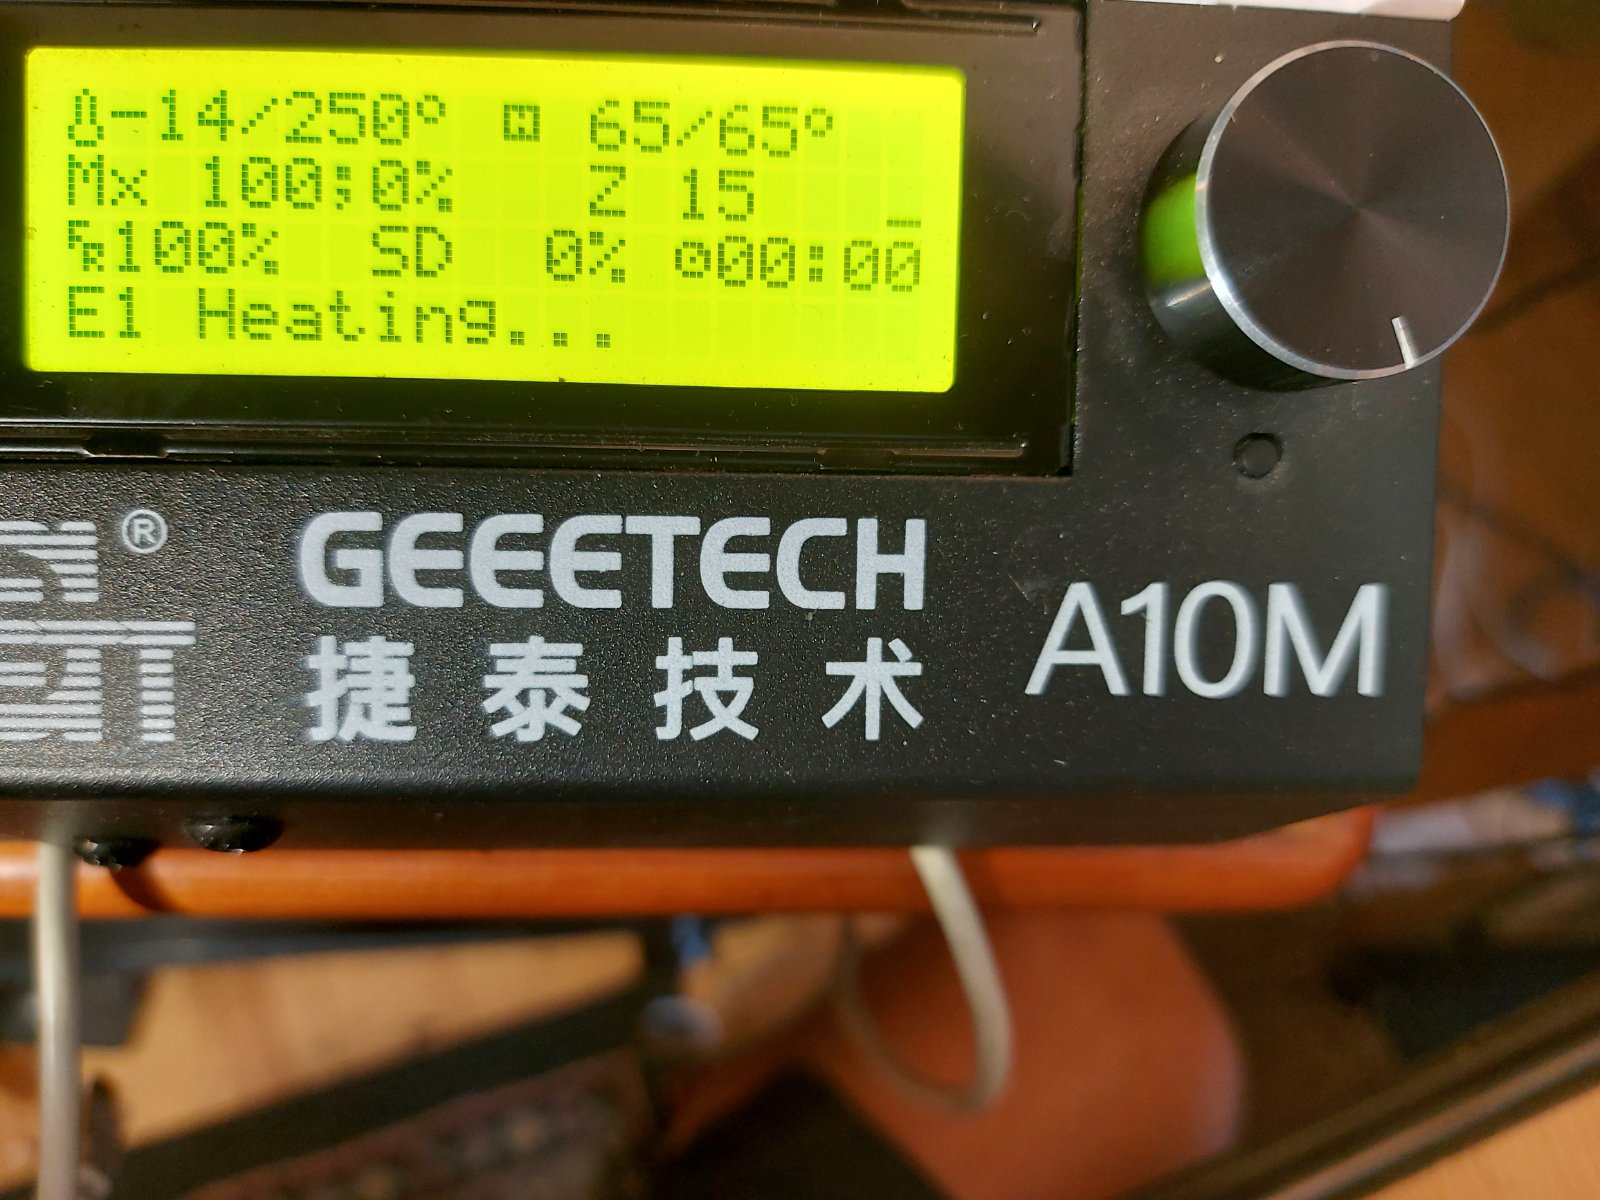 -14/250° 65/65°
Mx 100;0% Z 15
100% SD 0% 000:00
E1 Heating...
®
GEEETECH
捷泰技术
A10M